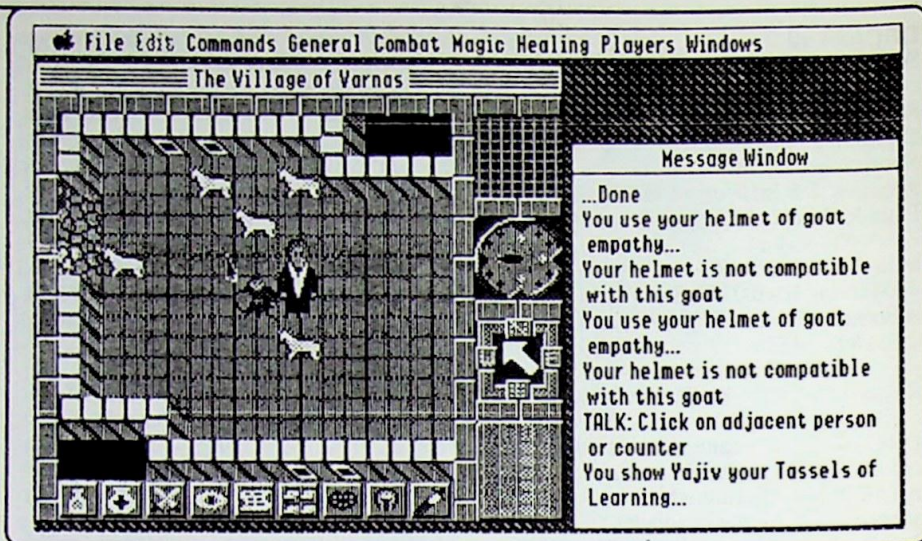 File Edit Commands General Combat Magic Healing Players Windows
The Village of Varnas
Message Window
...Done
You use your helmet of goat
empathy...
Your helmet is not compatible
with this goat
You use your helmet of goat
empathy...
Your helmet is not compatible
with this goat
TALK: Click on adjacent person
or counter
You show Yajiv your Tassels of
Learning...